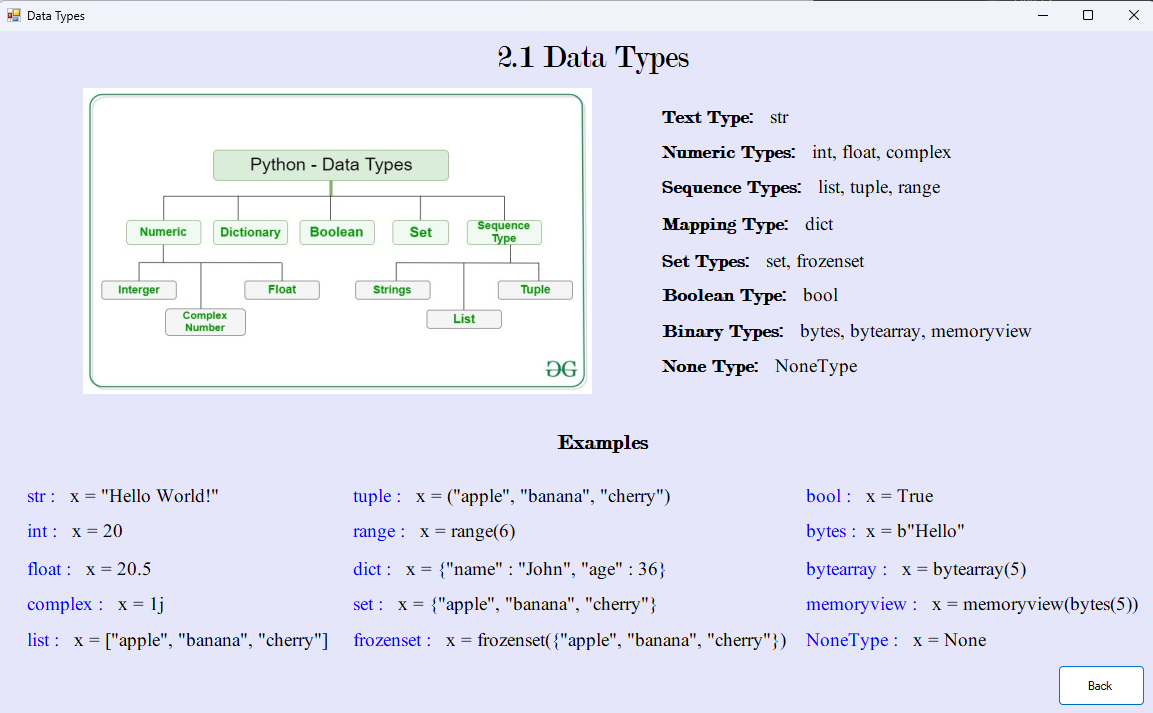 Data Types
2.1 Data Types
Python - Data Types
Numeric
Dictionary
Boolean
Set
Sequence
Type
Interger
Complex
Number
Float
Strings
List
Tuple
Text Type: str
Numeric Types: int, float, complex
Sequence Types: list, tuple, range
Mapping Type: dict
Set Types: set, frozenset
Boolean Type: bool
Binary Types: bytes, bytearray, memoryview
None Type: NoneType
Examples
str : x = "Hello World!"
int : x = 20
float : x = 20.5
complex : x = 1j
list : x = ["apple", "banana", "cherry"]
tuple : x = ("apple", "banana", "cherry")
range : x = range(6)
dict : x = {"name" : "John", "age" : 36}
set : x = {"apple", "banana", "cherry"}
frozenset : x = frozenset({"apple", "banana", "cherry"})
bool : x = True
bytes : x = b"Hello"
bytearray : x = bytearray(5)
memoryview : x = memoryview(bytes(5))
NoneType : x = None
Back